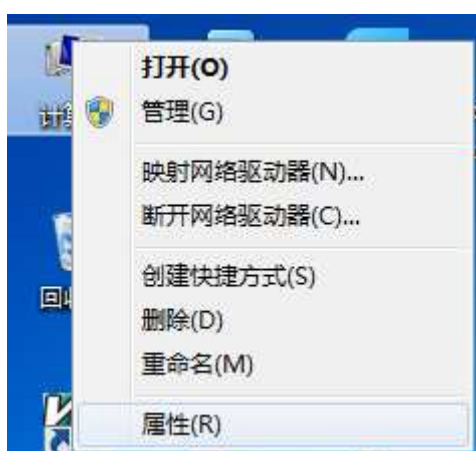 打开(O)
管理(G)
映射网络驱动器(N)...
断开网络驱动器(C)...
创建快捷方式(S)
删除(D)
重命名(M)
属性(R)